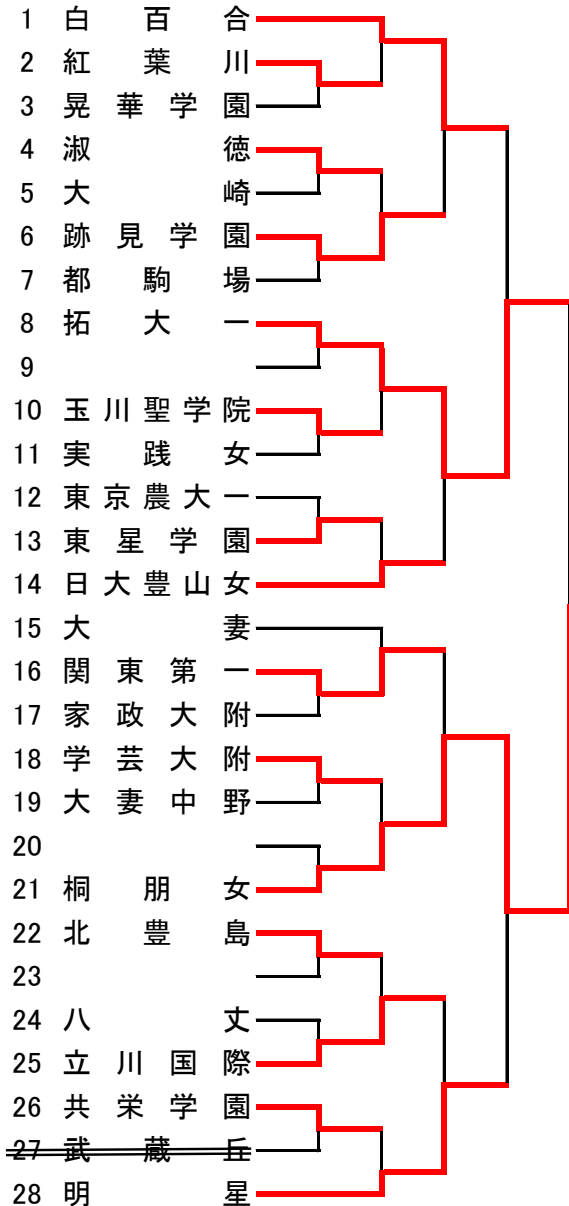 1 白百合
2 紅葉川
3 晃華学園
4 淑徳
5 大崎
6 跡見学園
7 都駒場
8 拓大一
9
10 玉川聖学院
11 実践女
12 東京農大一
13 東星学園
14 日大豊山女
15 大妻
16 関東第一
17 家政大附
18 学芸大附
19 大妻中野
20
21 桐朋女
22 北豊島
23
24 八丈
25 立川国際
26 共栄学園
27 武蔵丘
28 明星